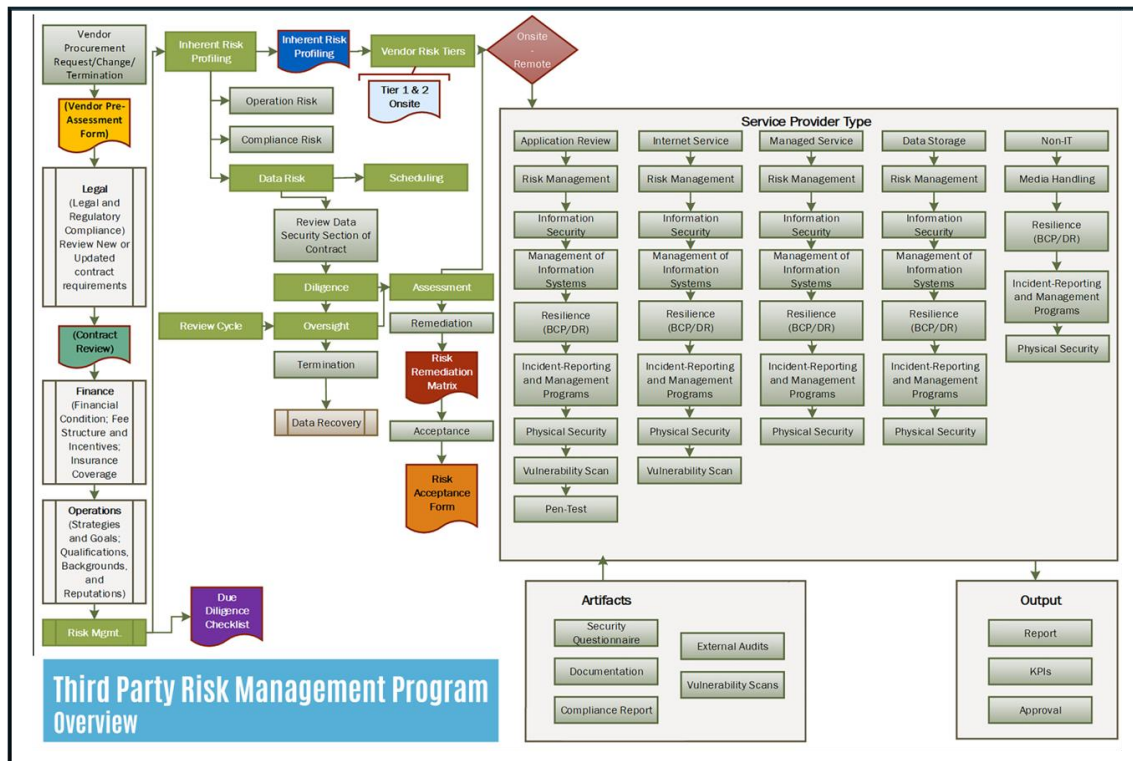 Vendor
Procurement
Request/Change/
Termination
(Vendor Pre-
Assessment
Form)
Legal
(Legal and
Regulatory
Compliance)
Review New or
Updated
contract
requirements
(Contract
Review)
Finance
(Financial
Condition; Fee
Structure and
Incentives;
Insurance
Coverage
Operations
(Strategies and
Goals;
Qualifications,
Backgrounds,
and
Reputations)
Risk Mgmt.
Due
Diligence
Checklist
Inherent Risk
Profiling
Inherent Risk
Profiling
Vendor Risk Tiers
Tier 1 & 2
Onsite
Operation Risk
Compliance Risk
Data Risk
Scheduling
Review Data
Security Section of
Contract
Diligence
Assessment
Review Cycle
Oversight
Remediation
Termination
Risk
Remediation
Matrix
Data Recovery
Acceptance
Risk
Acceptance
Form
Onsite
-
Remote
Service Provider Type
Application Review
Risk Management
Information
Security
Management of
Information
Systems
Resilience
(BCP/DR)
Incident-Reporting
and Management
Programs
Physical Security
Vulnerability Scan
Pen-Test
Internet Service
Risk Management
Information
Security
Management of
Information
Systems
Resilience
(BCP/DR)
Incident-Reporting
and Management
Programs
Physical Security
Vulnerability Scan
Managed Service
Risk Management
Information
Security
Management of
Information
Systems
Resilience
(BCP/DR)
Incident-Reporting
and Management
Programs
Physical Security
Data Storage
Risk Management
Information
Security
Management of
Information
Systems
Resilience
(BCP/DR)
Incident-Reporting
and Management
Programs
Physical Security
Non-IT
Media Handling
Resilience
(BCP/DR)
Incident-Reporting
and Management
Programs
Physical Security
Artifacts
Security
Questionnaire
Documentation
Compliance Report
External Audits
Vulnerability Scans
Output
Report
KPIs
Approval
Third Party Risk Management Program
Overview